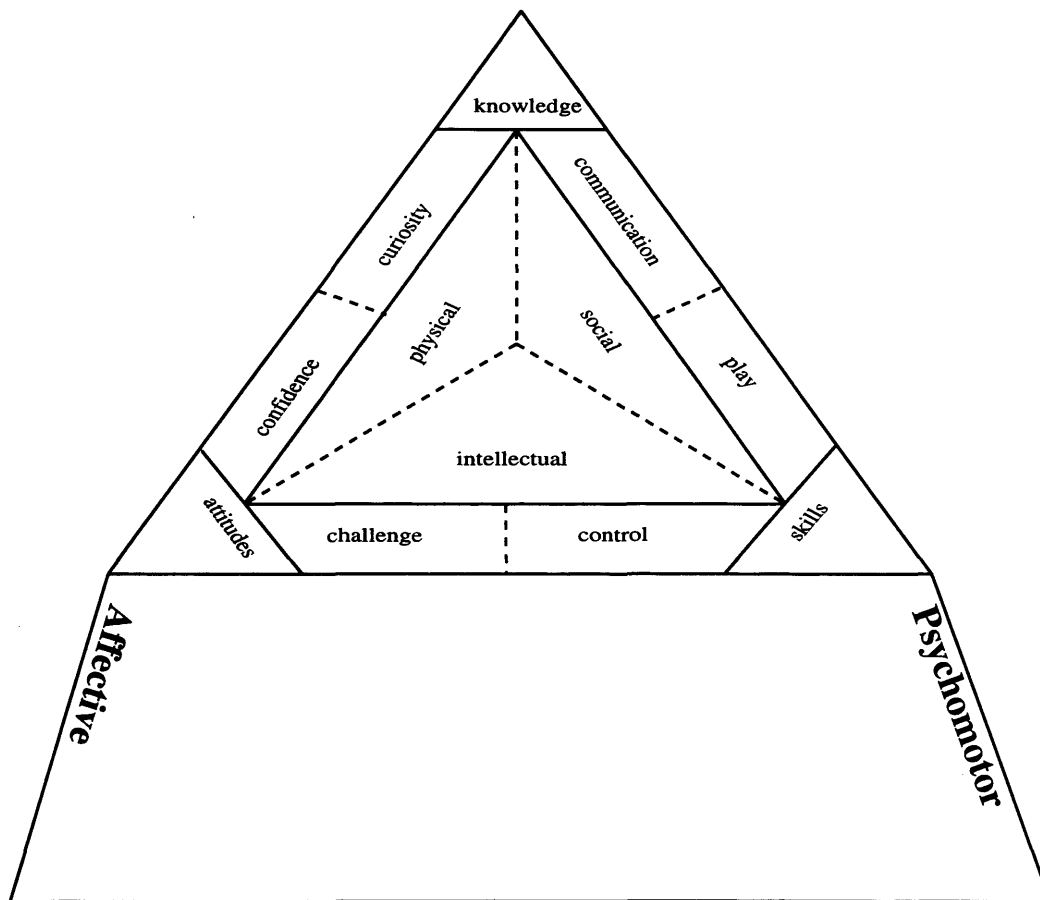 knowledge
curiosity
communication
physical
social
confidence
play
intellectual
attitudes
challenge
control
skills
Affective
Psychomotor